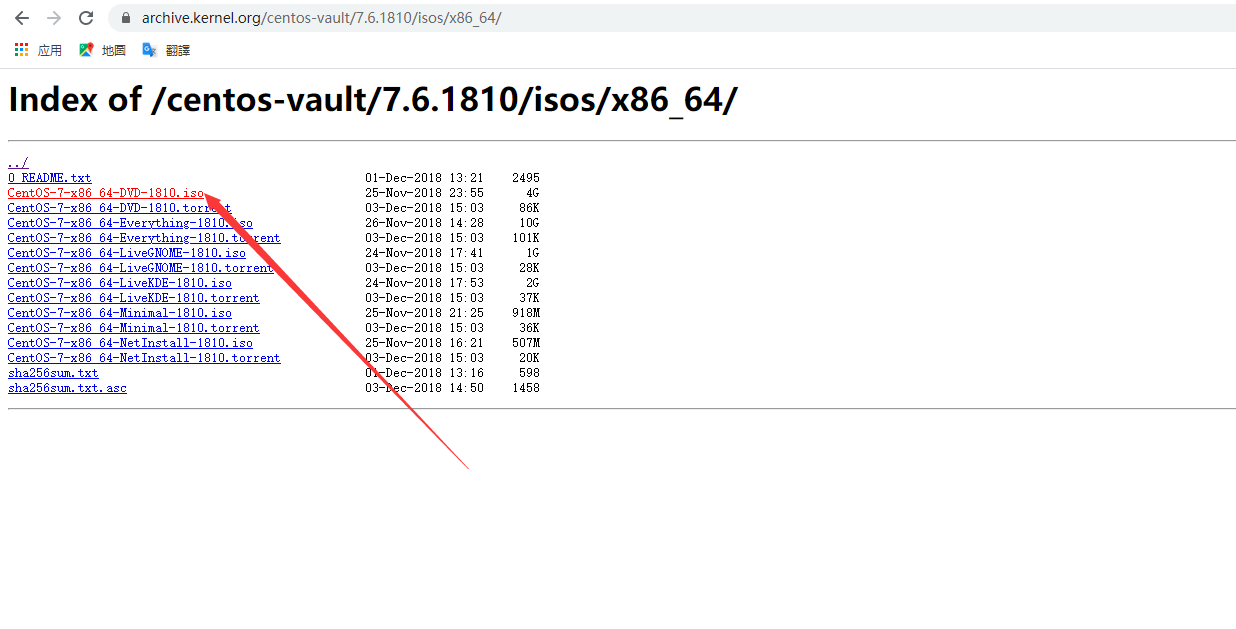 archive.kernel.org/centos-vault/7.6.1810/isos/x86_64/
应用 地圖 翻譯
Index of /centos-vault/7.6.1810/isos/x86_64/
../
0_README.txt 01-Dec-2018 13:21 2495
CentOS-7-x86_64-DVD-1810.iso 25-Nov-2018 23:55 4G
CentOS-7-x86_64-DVD-1810.torrent 03-Dec-2018 15:03 86K
CentOS-7-x86_64-Everything-1810.iso 26-Nov-2018 14:28 10G
CentOS-7-x86_64-Everything-1810.torrent 03-Dec-2018 15:03 101K
CentOS-7-x86_64-LiveGNOME-1810.iso 24-Nov-2018 17:41 1G
CentOS-7-x86_64-LiveGNOME-1810.torrent 03-Dec-2018 15:03 28K
CentOS-7-x86_64-LiveKDE-1810.iso 24-Nov-2018 17:53 2G
CentOS-7-x86_64-LiveKDE-1810.torrent 03-Dec-2018 15:03 37K
CentOS-7-x86_64-Minimal-1810.iso 25-Nov-2018 21:25 918M
CentOS-7-x86_64-Minimal-1810.torrent 03-Dec-2018 15:03 36K
CentOS-7-x86_64-NetInstall-1810.iso 25-Nov-2018 16:21 507M
CentOS-7-x86_64-NetInstall-1810.torrent 03-Dec-2018 15:03 20K
sha256sum.txt 01-Dec-2018 13:16 598
sha256sum.txt.asc 03-Dec-2018 14:50 1458